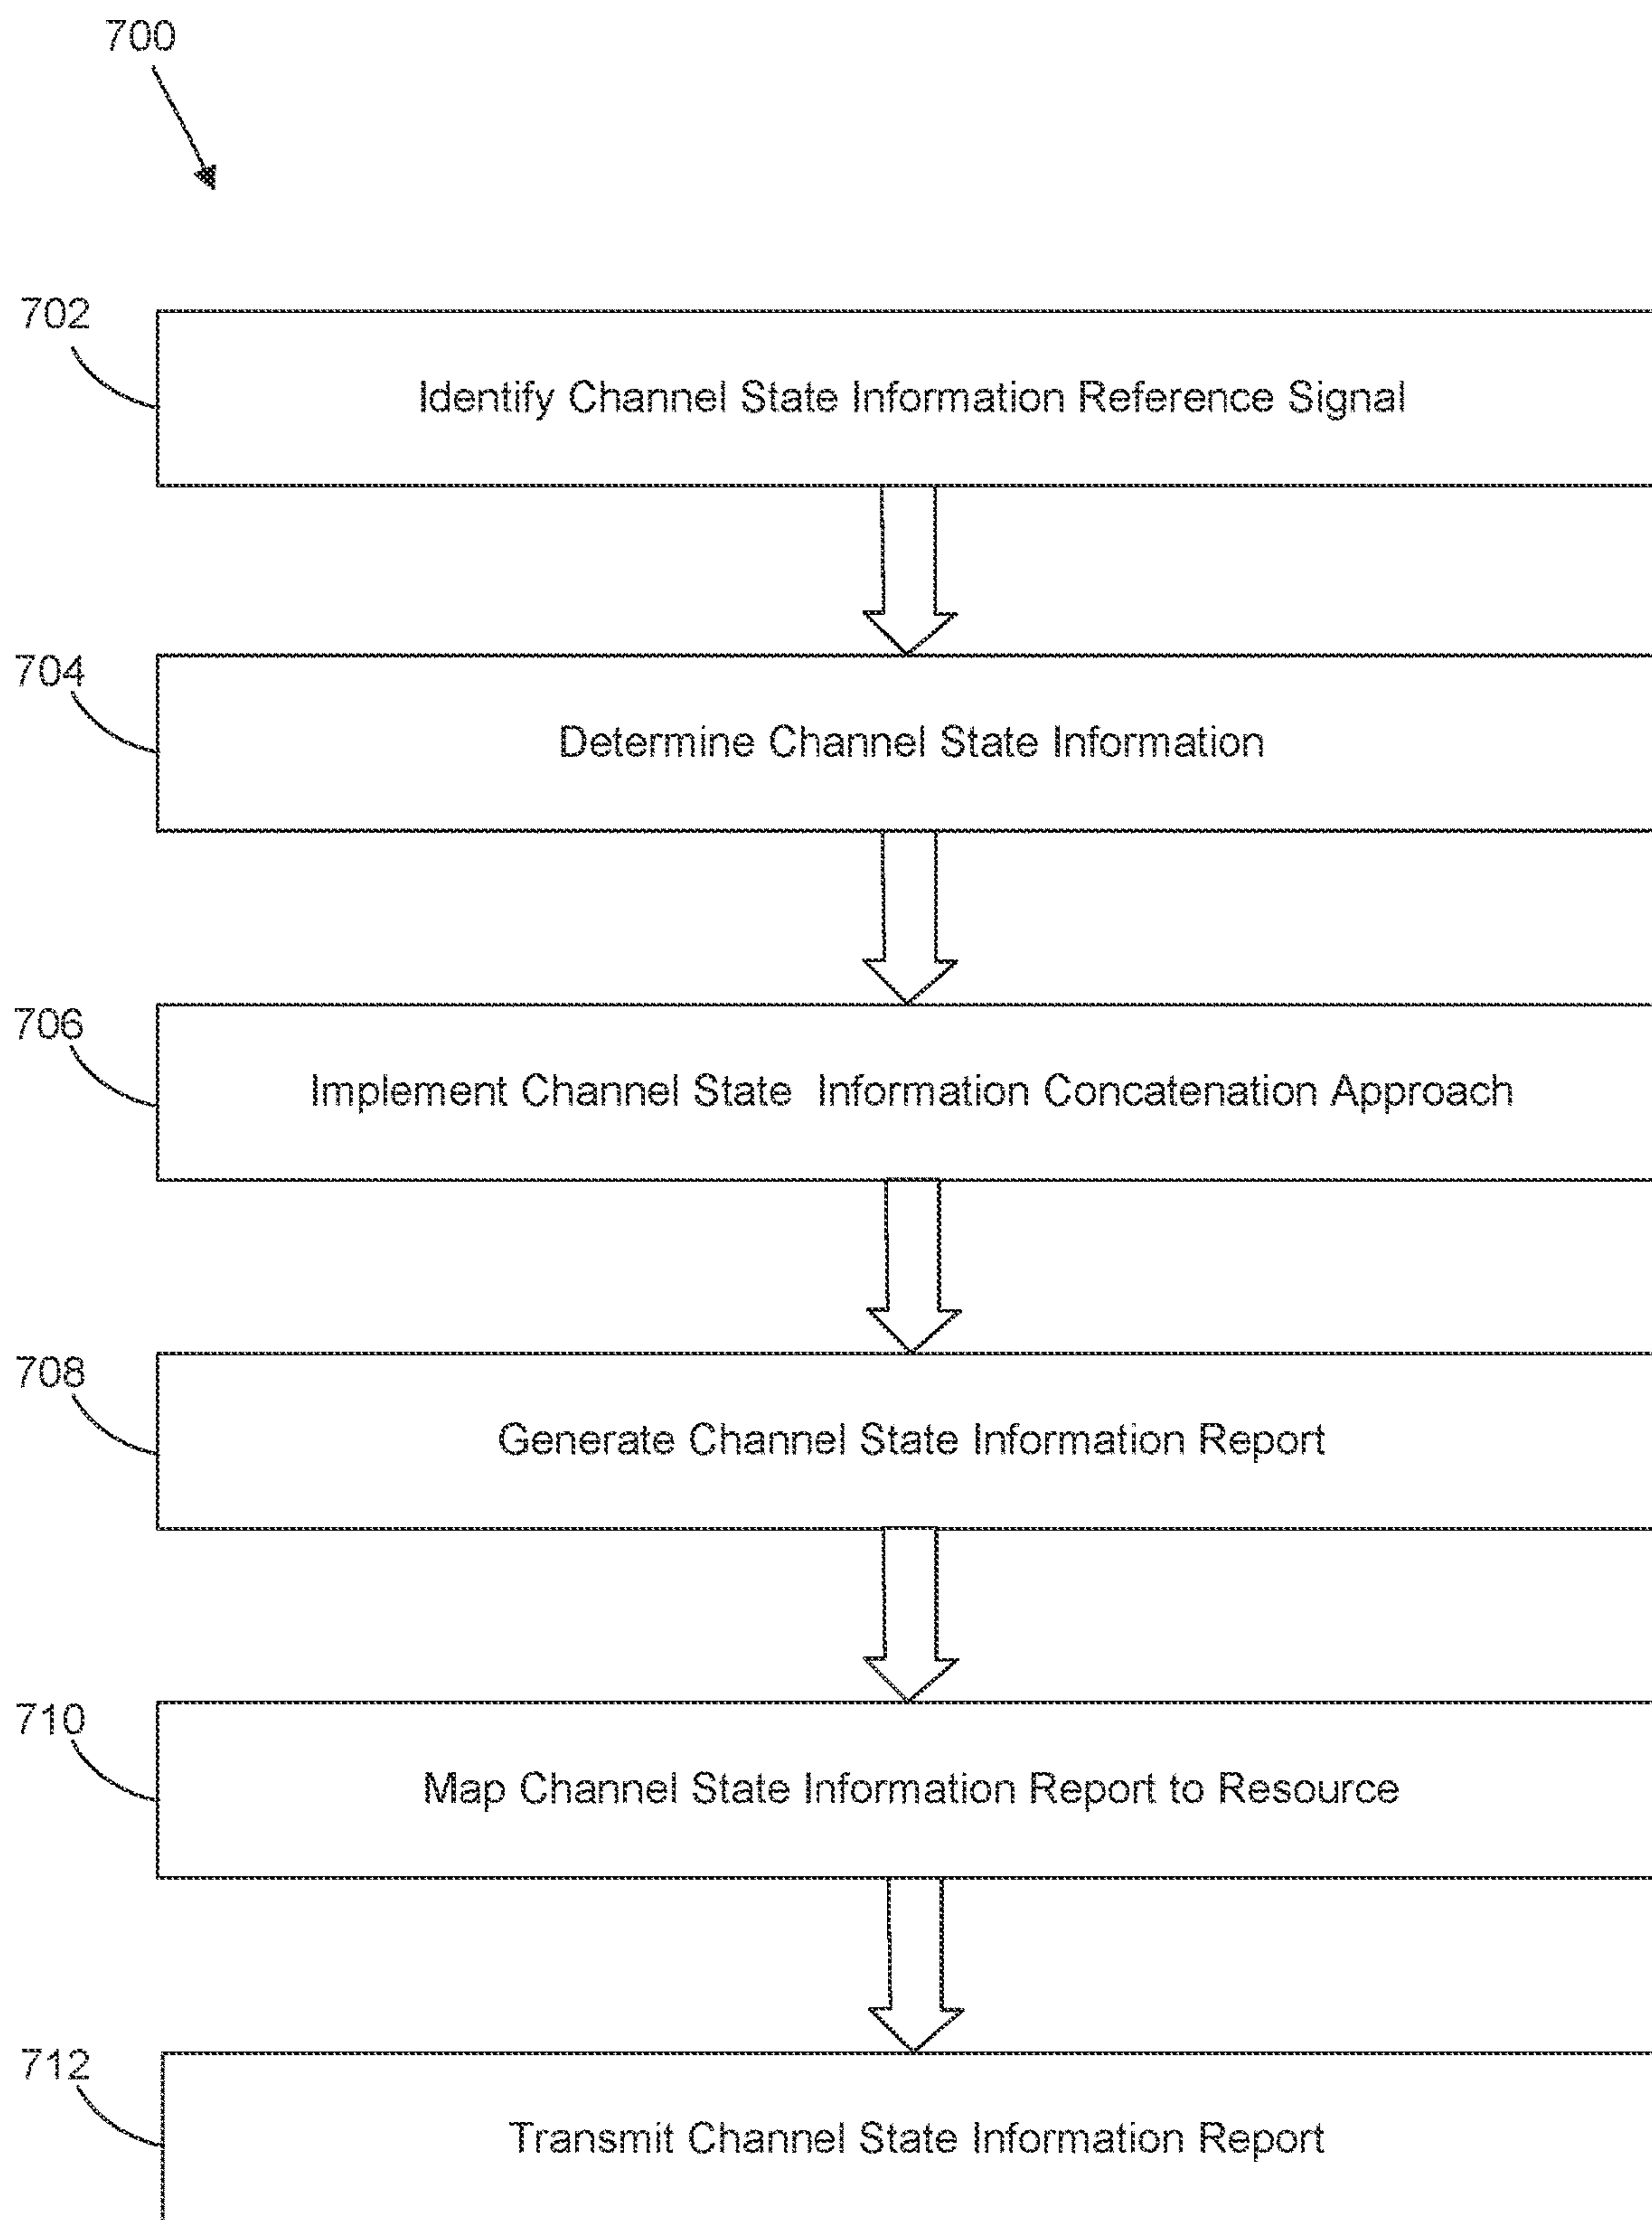 700
702
Identify Channel State Information Reference Signal
704
Determine Channel State Information
706
Implement Channel State Information Concatenation Approach
708
Generate Channel State Information Report
710
Map Channel State Information Report to Resource
712
Transmit Channel State Information Report